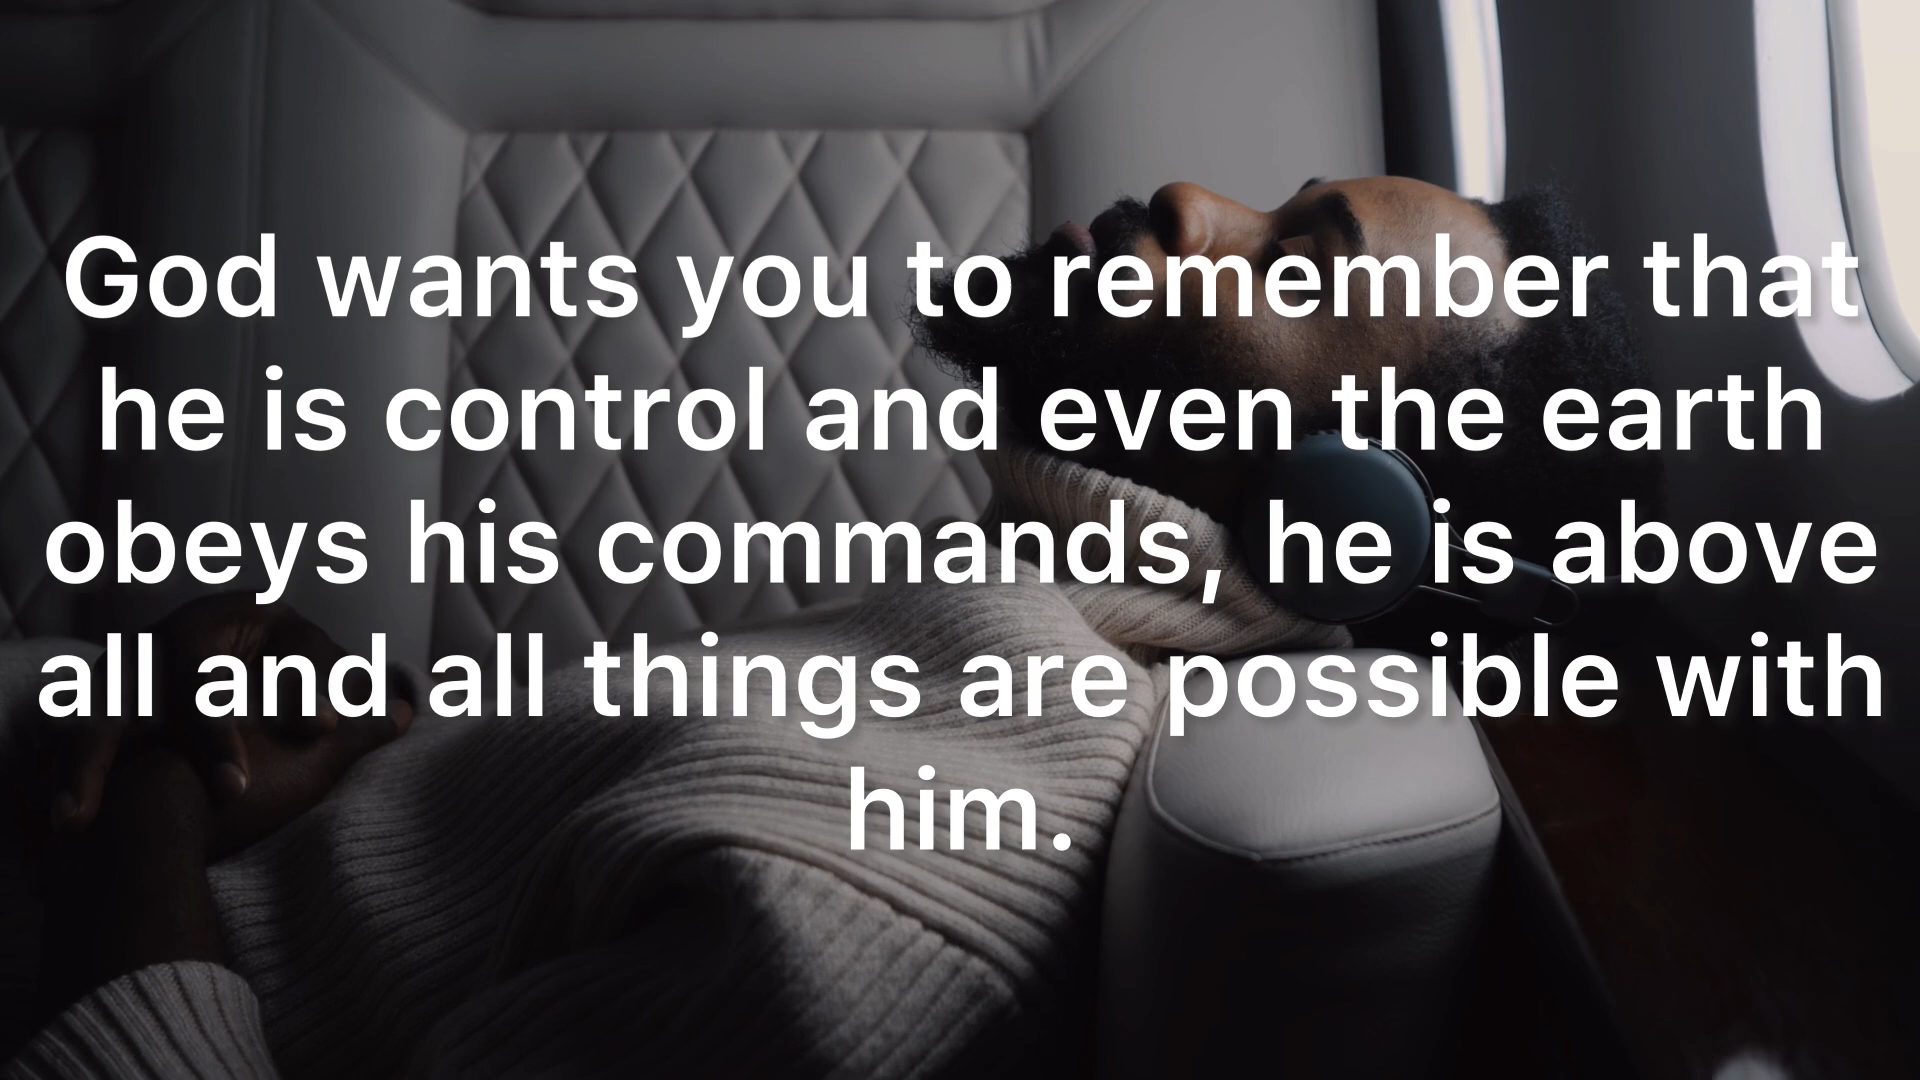 God wants you to remember that
he is control and even the earth
obeys his commands, he is above
all and all things are possible with
him.